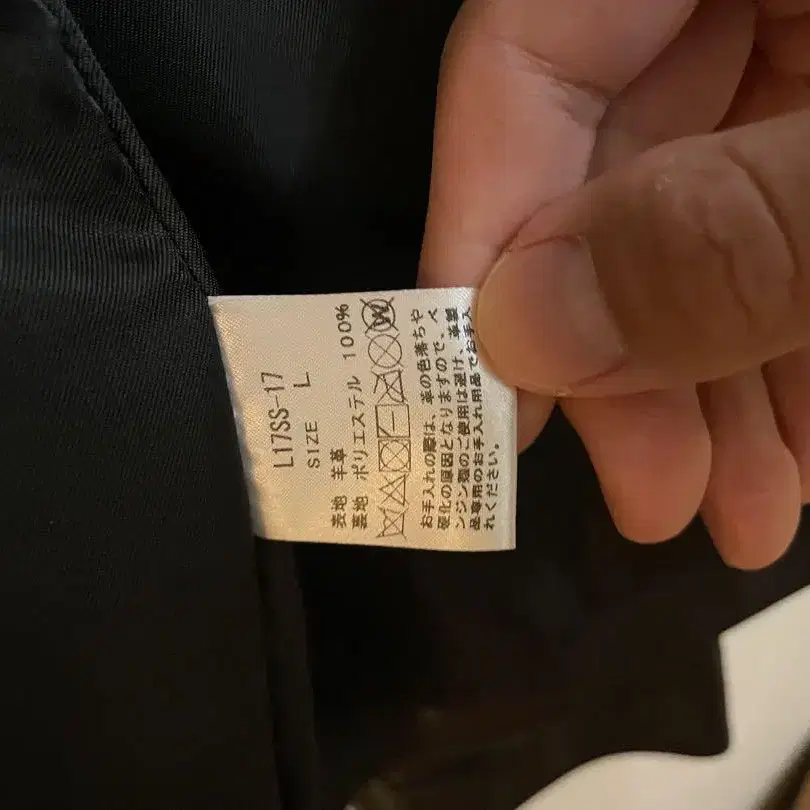 L17SS-17
SIZE L
表地 羊革
裏地 ポリエステル 100%
W
お手入れの際は、革の色落ちや
硬化の原因となりますので、ベ
ンジン類のご使用は避け、革製
品専用のお手入れ用品でお手入
れください。